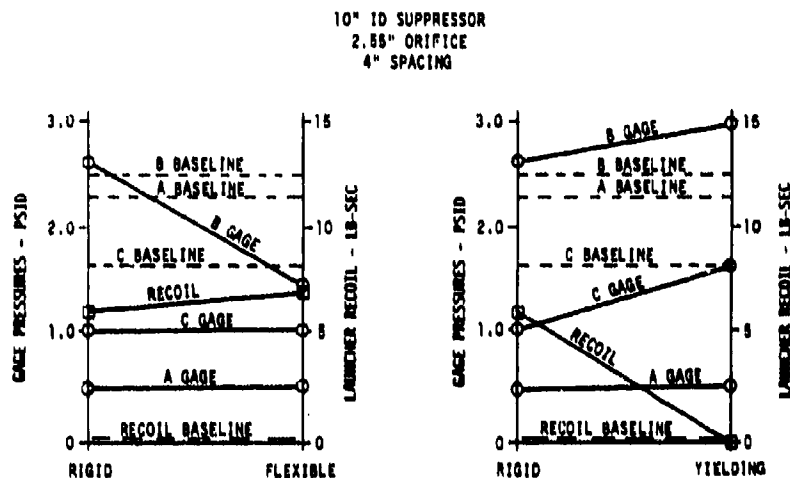 10" ID SUPPRESSOR
2.55" ORIFICE
4" SPACING
3.0
2.0
1.0
0
GAGE PRESSURES - PSID
15
10
5
0
LAUNCHER RECOIL - LB-SEC
B BASELINE
A BASELINE
B GAGE
C BASELINE
RECOIL
C GAGE
A GAGE
RECOIL BASELINE
RIGID
FLEXIBLE
3.0
2.0
1.0
0
GAGE PRESSURES - PSID
15
10
5
0
LAUNCHER RECOIL - LB-SEC
B GAGE
B BASELINE
A BASELINE
C BASELINE
C GAGE
RECOIL
A GAGE
RECOIL BASELINE
RIGID
YIELDING